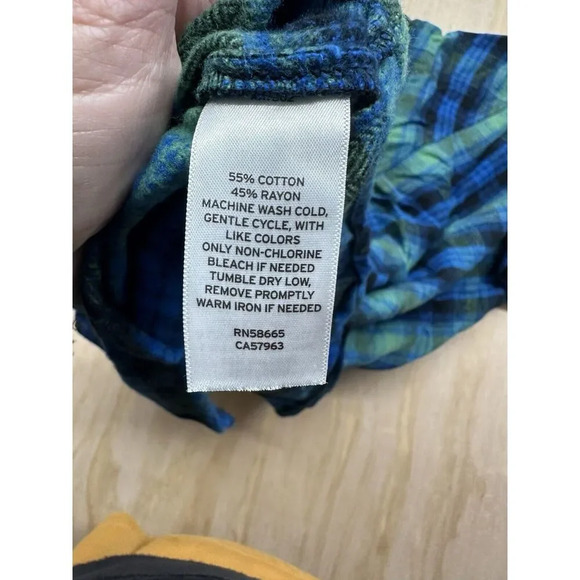 55% COTTON
45% RAYON
MACHINE WASH COLD,
GENTLE CYCLE, WITH
LIKE COLORS
ONLY NON-CHLORINE
BLEACH IF NEEDED
TUMBLE DRY LOW,
REMOVE PROMPTLY
WARM IRON IF NEEDED
RN58665
CA57963